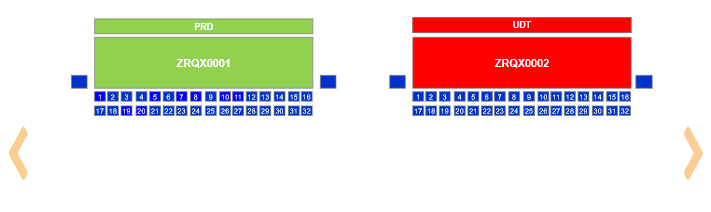 PRD
ZRQX0001
1 2 3 4 5 6 7 8 9 10 11 12 13 14 15 16
17 18 19 20 21 22 23 24 25 26 27 28 29 30 31 32
UDT
ZRQX0002
1 2 3 4 5 6 7 8 9 10 11 12 13 14 15 16
17 18 19 20 21 22 23 24 25 26 27 28 29 30 31 32